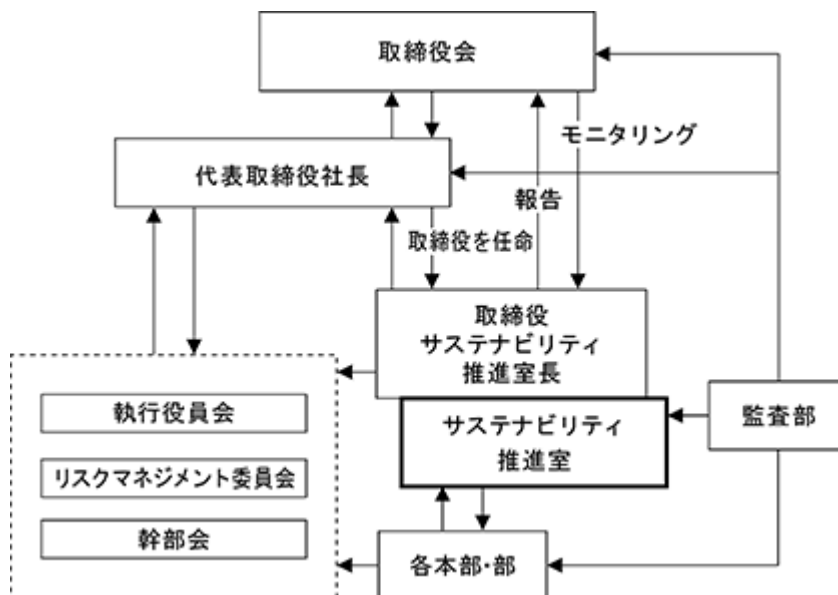 取締役会
モニタリング
代表取締役社長
報告
取締役を任命
取締役
サステナビリティ
推進室長
執行役員会
サステナビリティ
推進室
監査部
リスクマネジメント委員会
幹部会
各本部・部